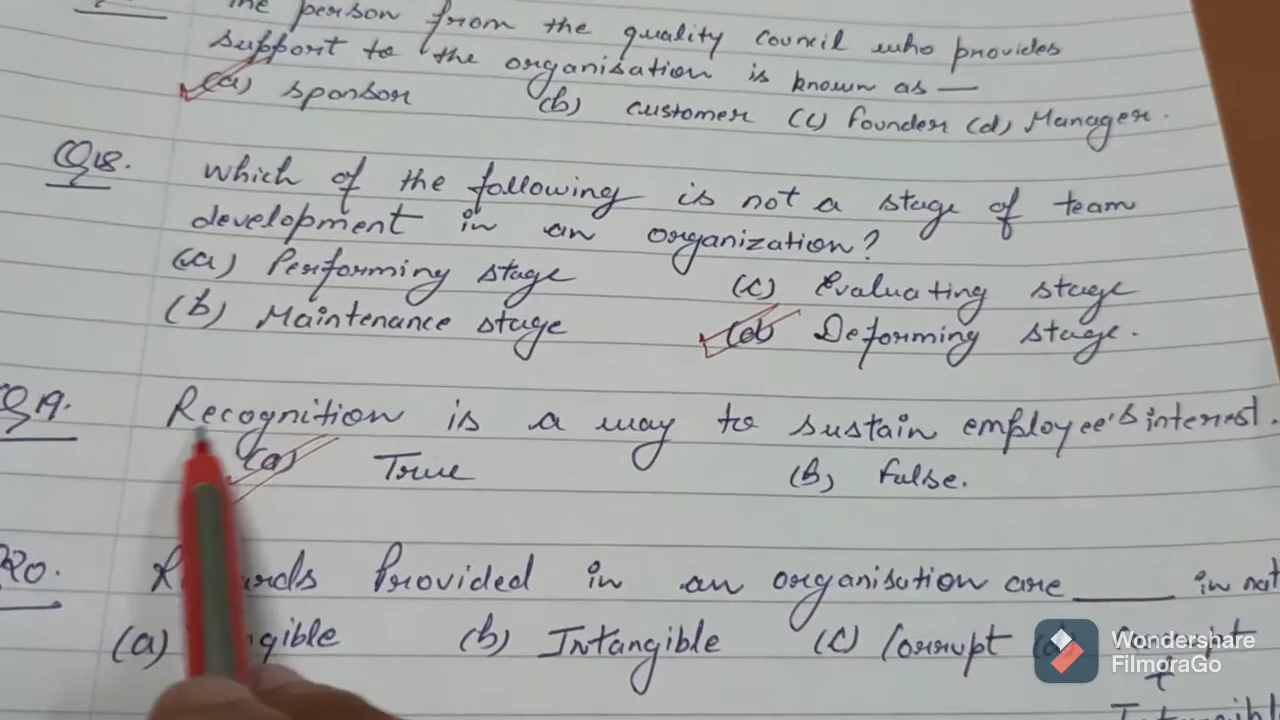 The person from the quality council who provides
support to the organisation is known as —
(a) sponsor (b) customer (c) founder (d) Manager.
Q18. Which of the following is not a stage of team
development in an organization?
(a) Performing stage (c) Evaluating stage
(b) Maintenance stage (d) Deforming stage.
Q19. Recognition is a way to sustain employee's interest.
(a) True (b) False.
Q20. Rewards Provided in an organisation are ____ in nat
(a) gible (b) Intangible (c) Corrupt
Intangibl
Wondershare
FilmoraGo